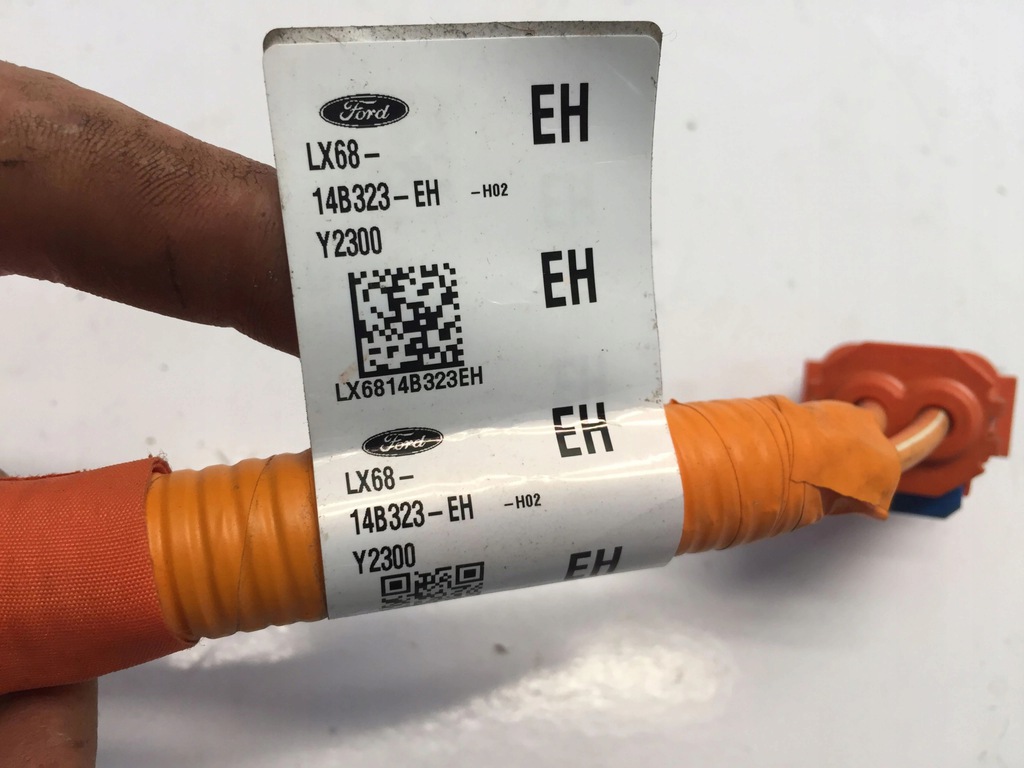 Ford
EH
LX68-
14B323-EH -H02
Y2300
EH
LX6814B323EH
Ford
EH
LX68-
14B323-EH -H02
Y2300
EH